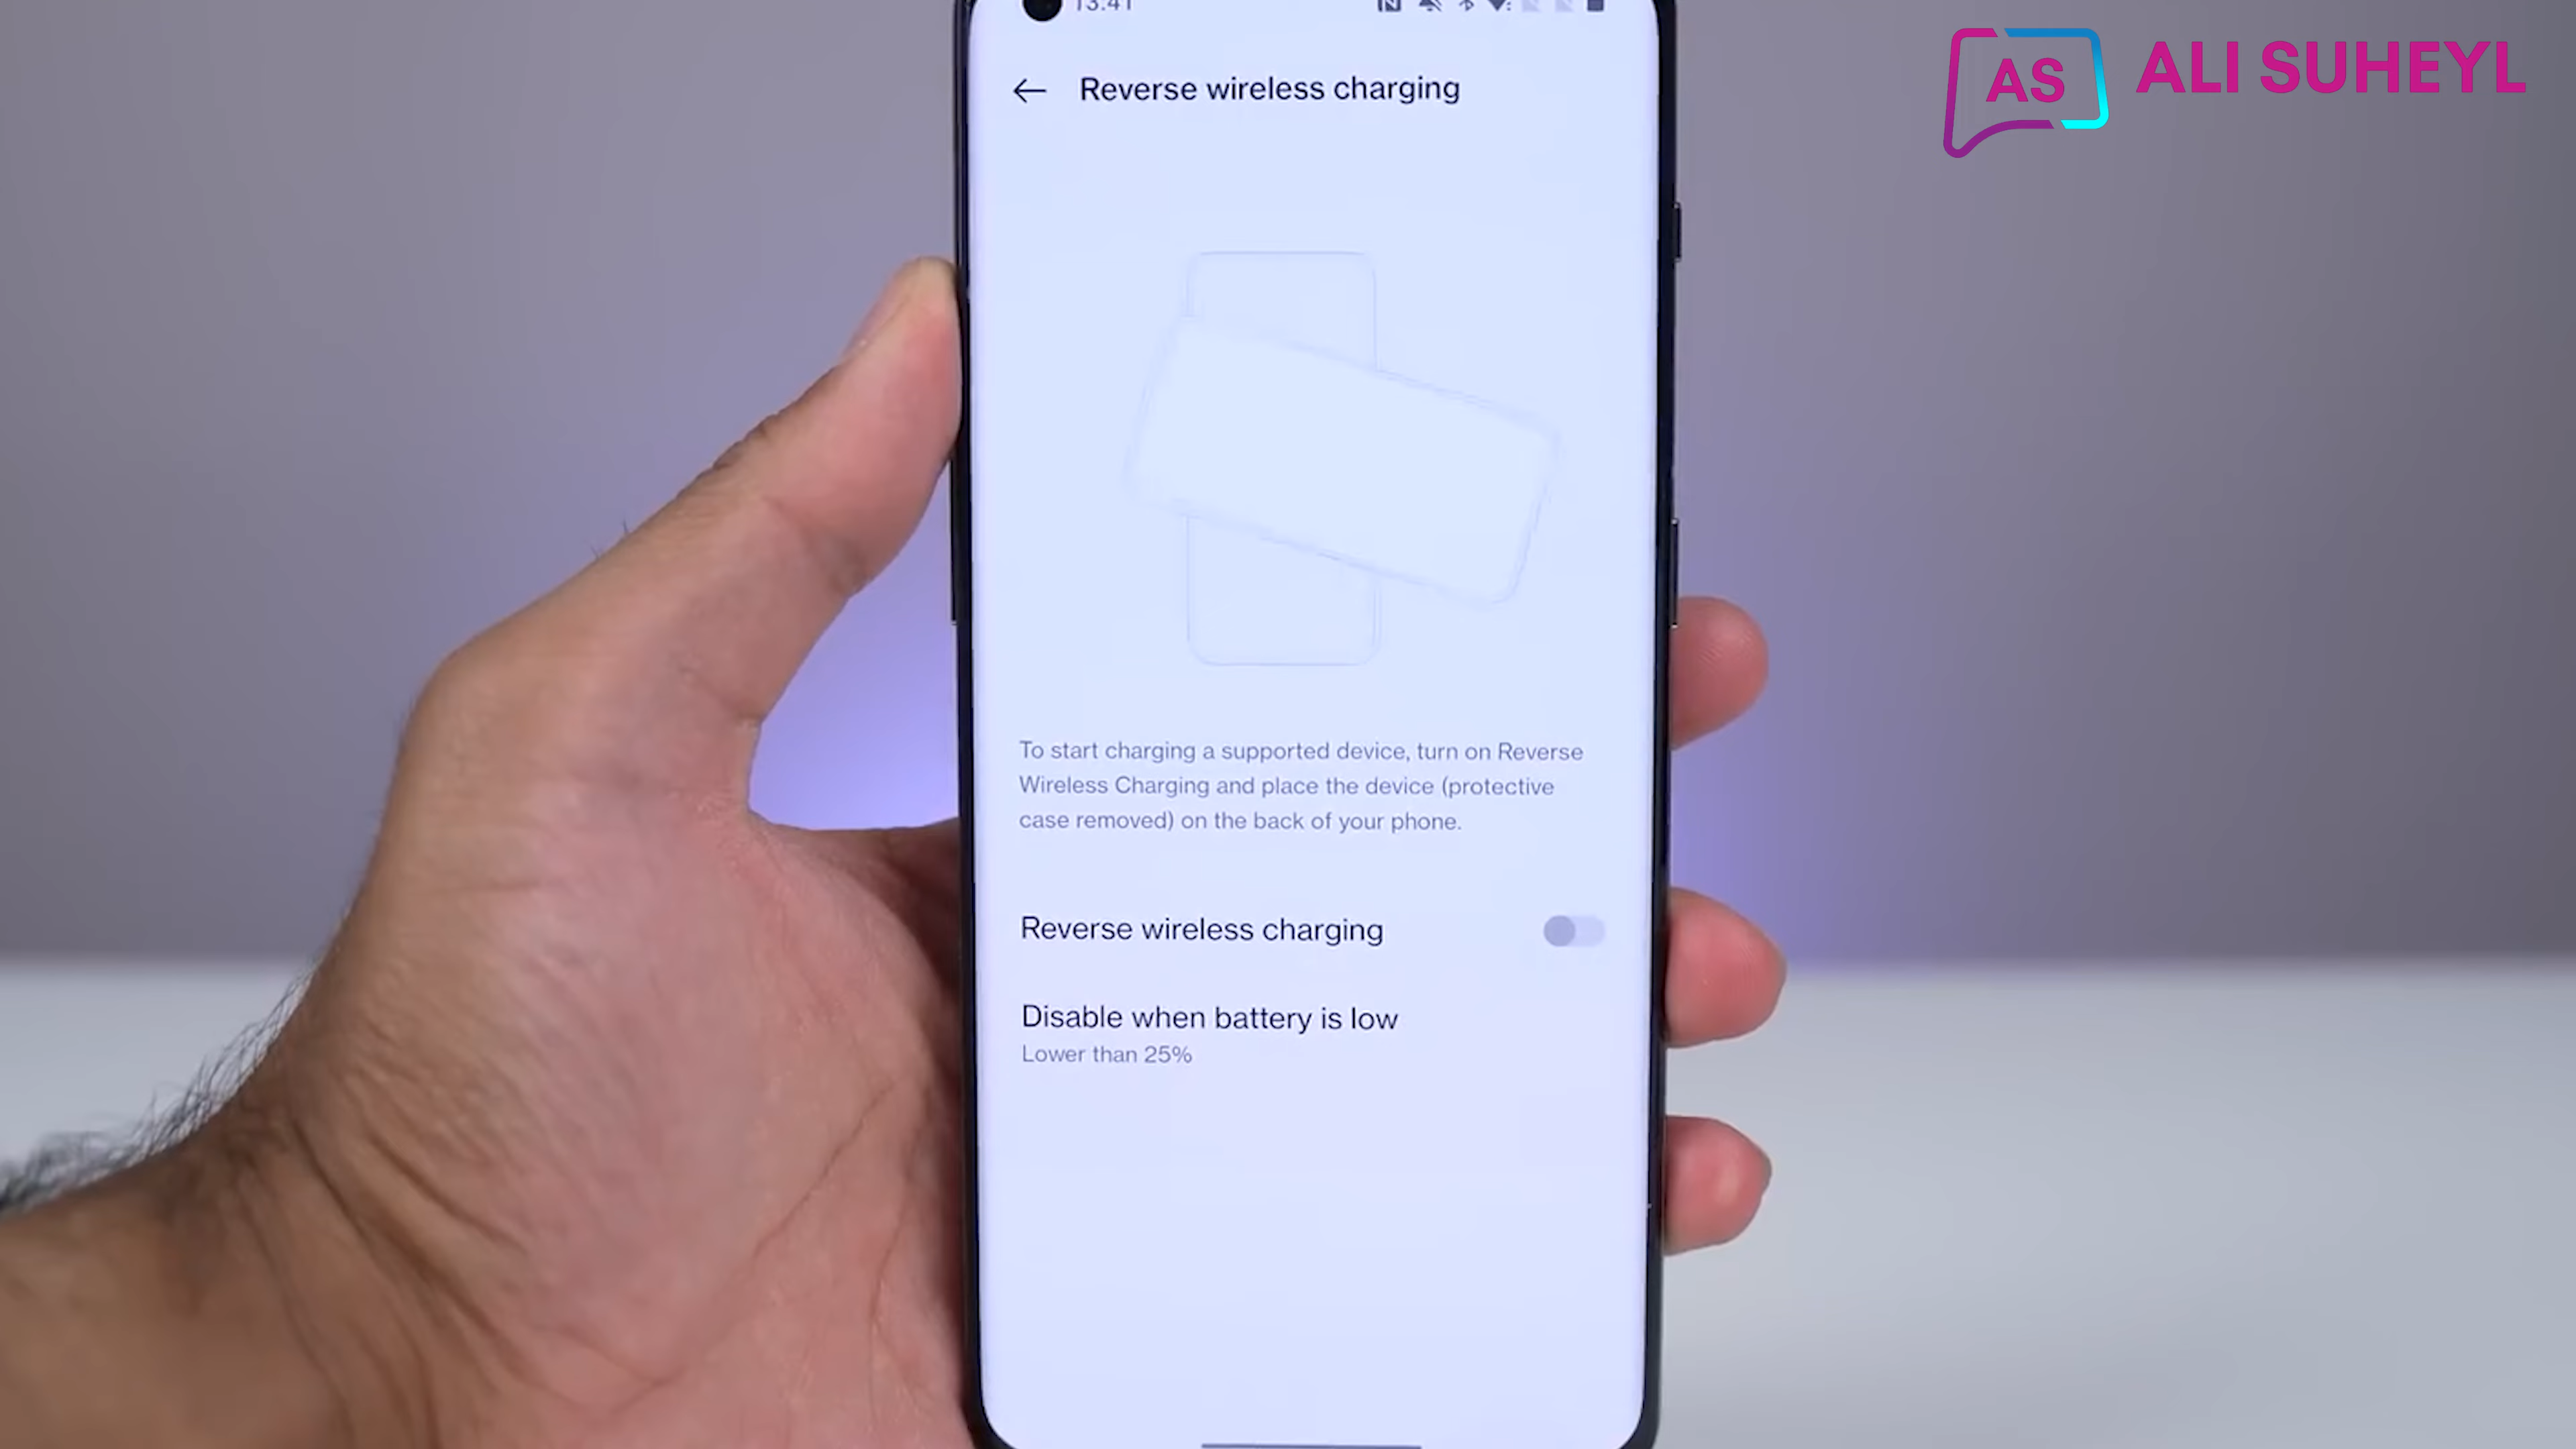 13:41
AS
ALI SUHEYL
Reverse wireless charging
To start charging a supported device, turn on Reverse
Wireless Charging and place the device (protective
case removed) on the back of your phone.
Reverse wireless charging
Disable when battery is low
Lower than 25%